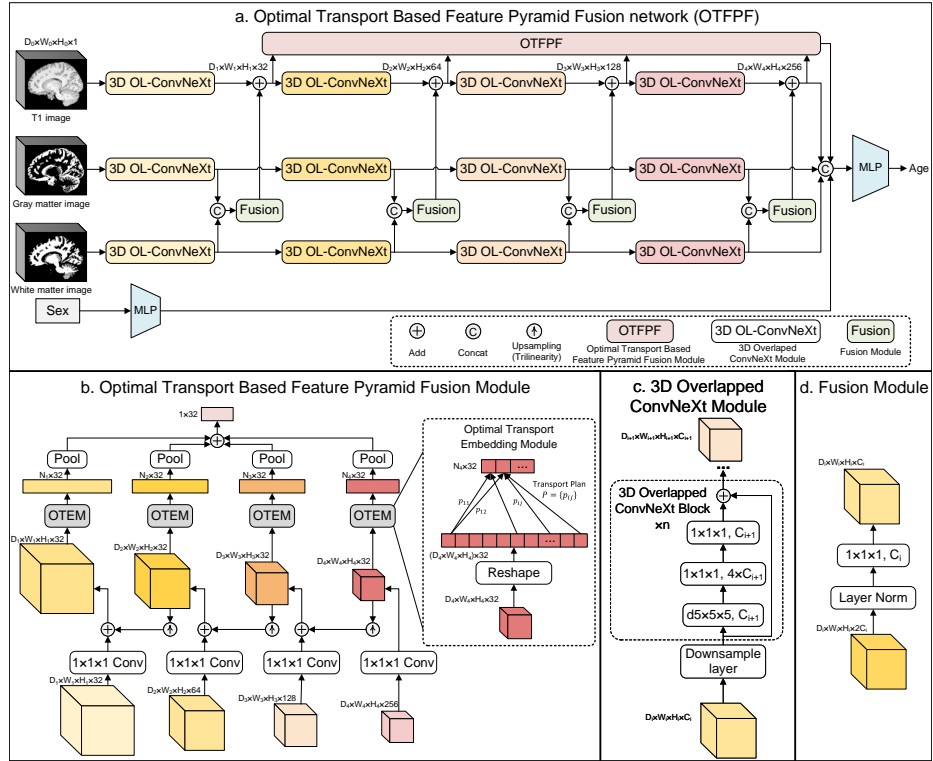 a. Optimal Transport Based Feature Pyramid Fusion network (OTFPF)
D₀×W₀×H₀×1
OTFPF
D₁×W₁×H₁×32
D₂×W₂×H₂×64
D₃×W₃×H₃×128
D₄×W₄×H₄×256
3D OL-ConvNeXt
3D OL-ConvNeXt
3D OL-ConvNeXt
3D OL-ConvNeXt
T1 image
3D OL-ConvNeXt
3D OL-ConvNeXt
3D OL-ConvNeXt
3D OL-ConvNeXt
C
MLP
Age
Gray matter image
C
Fusion
C
Fusion
C
Fusion
C
Fusion
3D OL-ConvNeXt
3D OL-ConvNeXt
3D OL-ConvNeXt
3D OL-ConvNeXt
White matter image
Sex
MLP
Add
C
Concat
Upsampling
(Trilinearity)
OTFPF
Optimal Transport Based
Feature Pyramid Fusion Module
3D OL-ConvNeXt
3D Overlaped
ConvNeXt Module
Fusion
Fusion Module
b. Optimal Transport Based Feature Pyramid Fusion Module
1×32
Pool
Pool
Pool
Pool
N₁×32
N₂×32
N₃×32
N₄×32
OTEM
OTEM
OTEM
OTEM
D₁×W₁×H₁×32
D₂×W₂×H₂×32
D₃×W₃×H₃×32
D₄×W₄×H₄×32
1×1×1 Conv
1×1×1 Conv
1×1×1 Conv
1×1×1 Conv
D₁×W₁×H₁×32
D₂×W₂×H₂×64
D₃×W₃×H₃×128
D₄×W₄×H₄×256
Optimal Transport
Embedding Module
N₄×32
...
Transport Plan
P = {pᵢⱼ}
p₁₁
p₁₂
pᵢⱼ
...
(D₄×W₄×H₄)×32
Reshape
D₄×W₄×H₄×32
c. 3D Overlapped
ConvNeXt Module
Dᵢ₊₁×Wᵢ₊₁×Hᵢ₊₁×Cᵢ₊₁
...
3D Overlapped
ConvNeXt Block
×n
1×1×1, Cᵢ₊₁
1×1×1, 4×Cᵢ₊₁
d5×5×5, Cᵢ₊₁
Downsample
layer
Dᵢ×Wᵢ×Hᵢ×Cᵢ
d. Fusion Module
Dᵢ×Wᵢ×Hᵢ×Cᵢ
1×1×1, Cᵢ
Layer Norm
Dᵢ×Wᵢ×Hᵢ×2Cᵢ